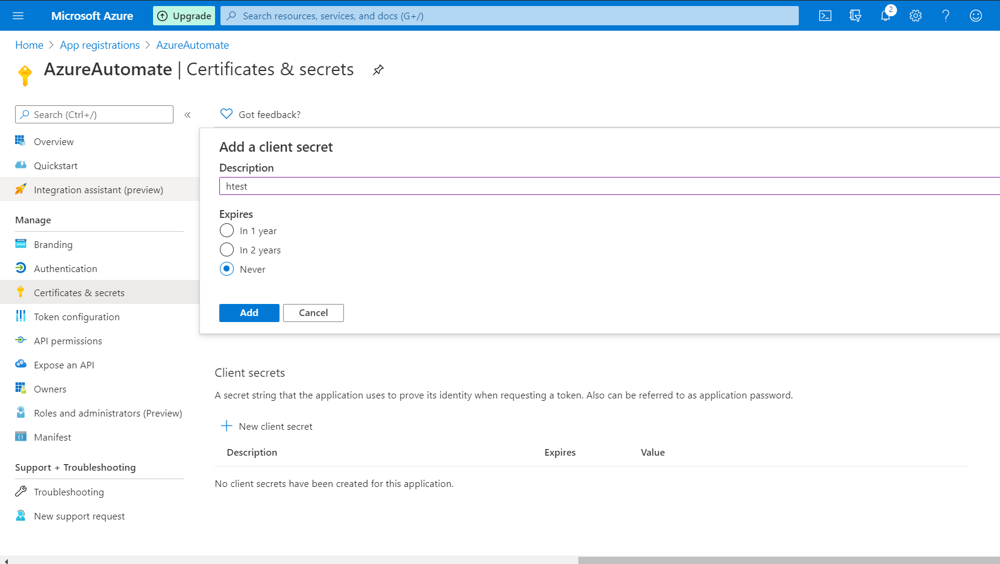 Microsoft Azure
Upgrade
Search resources, services, and docs (G+/)
2
Home > App registrations > AzureAutomate
AzureAutomate | Certificates & secrets
Search (Ctrl+/)
«
Got feedback?
Overview
Quickstart
Integration assistant (preview)
Manage
Branding
Authentication
Certificates & secrets
Token configuration
API permissions
Expose an API
Owners
Roles and administrators (Preview)
Manifest
Support + Troubleshooting
Troubleshooting
New support request
Add a client secret
Description
htest
Expires
In 1 year
In 2 years
Never
Add
Cancel
Client secrets
A secret string that the application uses to prove its identity when requesting a token. Also can be referred to as application password.
New client secret
Description Expires Value
No client secrets have been created for this application.